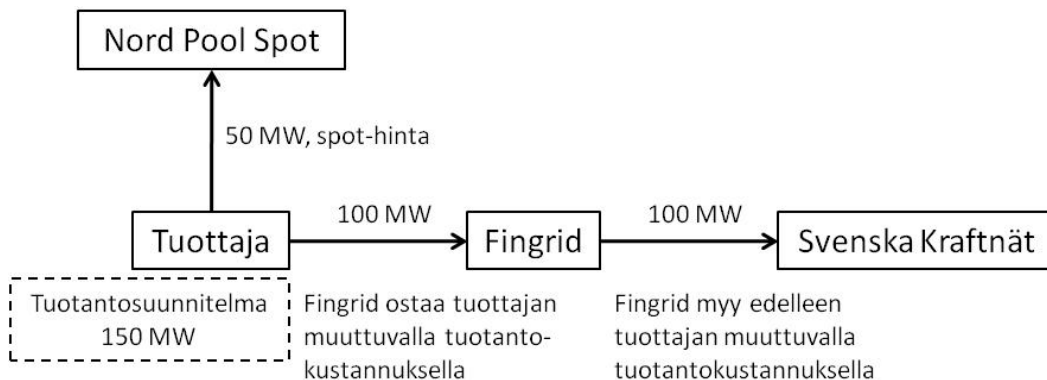 Nord Pool Spot
50 MW, spot-hinta
100 MW
100 MW
Tuottaja
Fingrid
Svenska Kraftnät
Tuotantosuunnitelma
150 MW
Fingrid ostaa tuottajan
muuttuvalla tuotanto-
kustannuksella
Fingrid myy edelleen
tuottajan muuttuvalla
tuotantokustannuksella